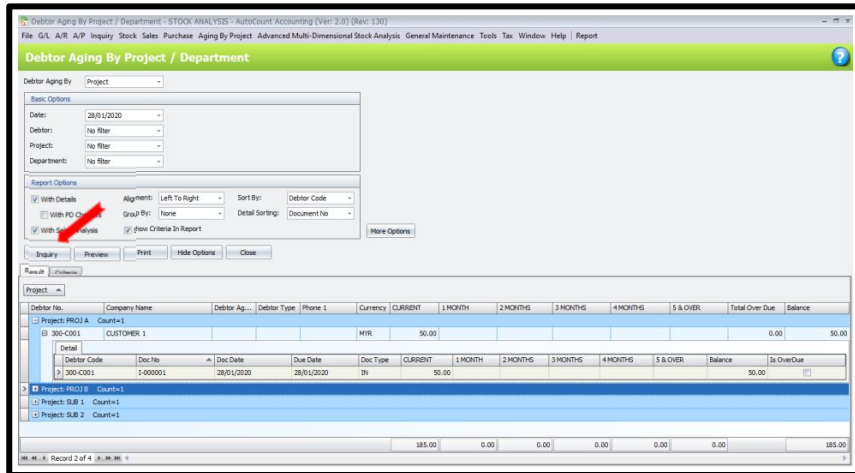 Debtor Aging By Project / Department - STOCK ANALYSIS - AutoCount Accounting (Ver: 2.0) (Rev: 130)
File G/L A/R A/P Inquiry Stock Sales Purchase Aging By Project Advanced Multi-Dimensional Stock Analysis General Maintenance Tools Tax Window Help Report
Debtor Aging By Project / Department
Debtor Aging By Project
Basic Options
Date: 28/01/2020
Debtor: No filter
Project: No filter
Department: No filter
Report Options
With Details Alignment: Left To Right Sort By: Debtor Code
With PD Group By: None Detail Sorting: Document No
With Show Criteria In Report More Options
Inquiry Preview Print Hide Options Close
Result Criteria
Project
Debtor No. Company Name Debtor Ag... Debtor Type Phone 1 Currency CURRENT 1 MONTH 2 MONTHS 3 MONTHS 4 MONTHS 5 & OVER Total Over Due Balance
Project: PROJ A Count=1
300-C001 CUSTOMER 1 MYR 50.00 0.00 50.00
Detail
Debtor Code Doc No Doc Date Due Date Doc Type CURRENT 1 MONTH 2 MONTHS 3 MONTHS 4 MONTHS 5 & OVER Balance Is OverDue
300-C001 I-000001 28/01/2020 28/01/2020 IN 50.00 50.00
Project: PROJ B Count=1
Project: SUB 1 Count=1
Project: SUB 2 Count=1
185.00 0.00 0.00 0.00 0.00 0.00 185.00
Record 2 of 4